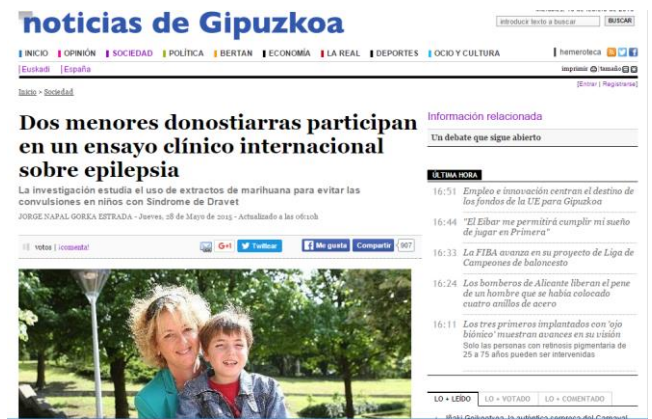 noticias de Gipuzkoa
introducir texto a buscar
BUSCAR
INICIO OPINIÓN SOCIEDAD POLÍTICA BERTAN ECONOMÍA LA REAL DEPORTES OCIO Y CULTURA
hemeroteca
Euskadi España
imprimir tamaño
[Entrar | Registrarse]
Inicio > Sociedad
Dos menores donostiarras participan
en un ensayo clínico internacional
sobre epilepsia
La investigación estudia el uso de extractos de marihuana para evitar las
convulsiones en niños con Síndrome de Dravet
JORGE NAPAL GORKA ESTRADA - Jueves, 28 de Mayo de 2015 - Actualizado a las 06:10h
votos | ¡comenta!
G+1 Twittear Me gusta Compartir 907
Información relacionada
Un debate que sigue abierto
ÚLTIMA HORA
16:51 Empleo e innovación centran el destino de
los fondos de la UE para Gipuzkoa
16:44 "El Eibar me permitirá cumplir mi sueño
de jugar en Primera"
16:33 La FIBA avanza en su proyecto de Liga de
Campeones de baloncesto
16:24 Los bomberos de Alicante liberan el pene
de un hombre que se había colocado
cuatro anillos de acero
16:11 Los tres primeros implantados con 'ojo
biónico' muestran avances en su visión
Solo las personas con retinosis pigmentaria de
25 a 75 años pueden ser intervenidas
LO + LEÍDO LO + VOTADO LO + COMENTADO